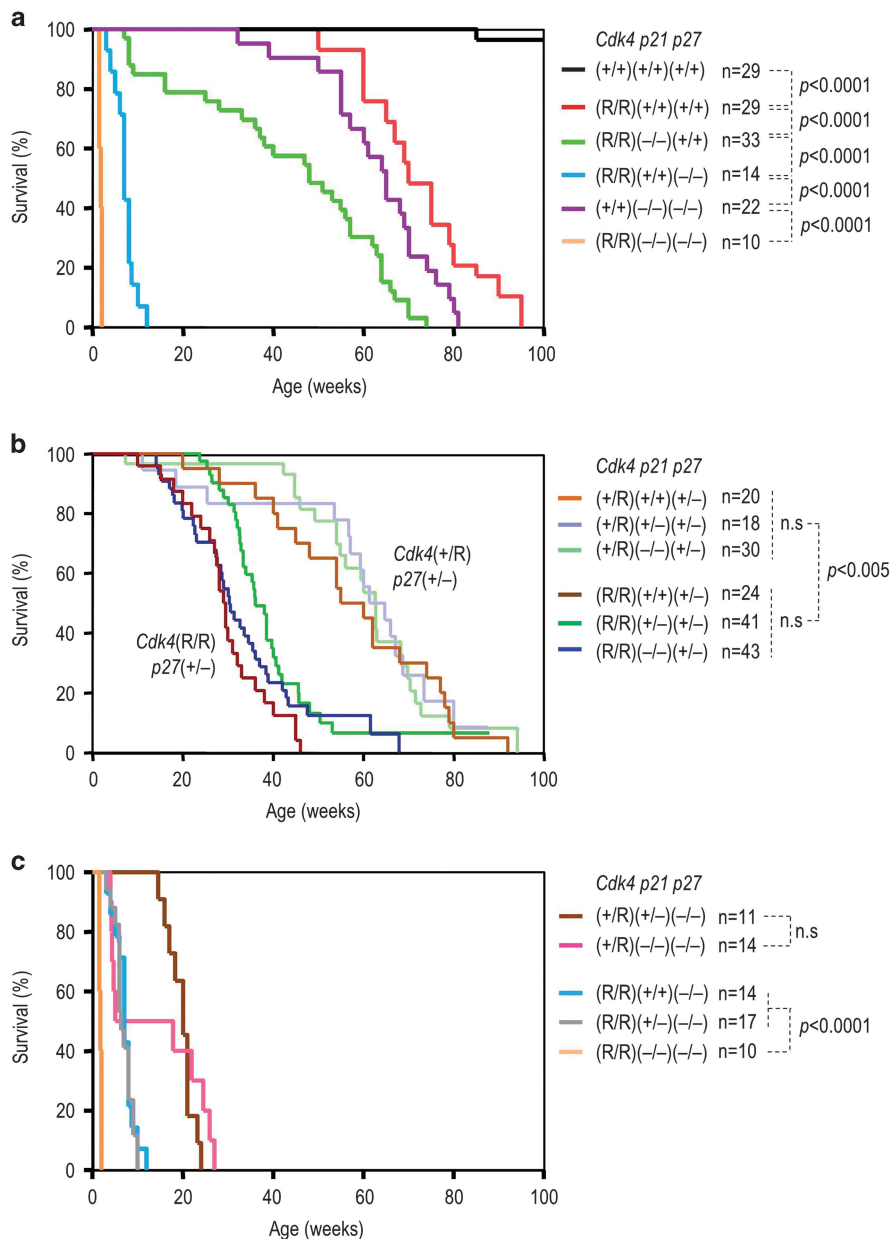 a
Survival (%)
100
80
60
40
20
0
0 20 40 60 80 100
Age (weeks)
Cdk4 p21 p27
(+/+)(+/+)(+/+) n=29
(R/R)(+/+)(+/+) n=29
(R/R)(–/–)(+/+) n=33
(R/R)(+/+)(–/–) n=14
(+/+)(–/–)(–/–) n=22
(R/R)(–/–)(–/–) n=10
p<0.0001
p<0.0001
p<0.0001
p<0.0001
p<0.0001
b
Survival (%)
100
80
60
40
20
0
0 20 40 60 80 100
Age (weeks)
Cdk4(+/R)
p27(+/–)
Cdk4(R/R)
p27(+/–)
Cdk4 p21 p27
(+/R)(+/+)(+/–) n=20
(+/R)(+/–)(+/–) n=18
(+/R)(–/–)(+/–) n=30
(R/R)(+/+)(+/–) n=24
(R/R)(+/–)(+/–) n=41
(R/R)(–/–)(+/–) n=43
n.s
n.s
p<0.005
c
Survival (%)
100
80
60
40
20
0
0 20 40 60 80 100
Age (weeks)
Cdk4 p21 p27
(+/R)(+/–)(–/–) n=11
(+/R)(–/–)(–/–) n=14
n.s
(R/R)(+/+)(–/–) n=14
(R/R)(+/–)(–/–) n=17
(R/R)(–/–)(–/–) n=10
p<0.0001